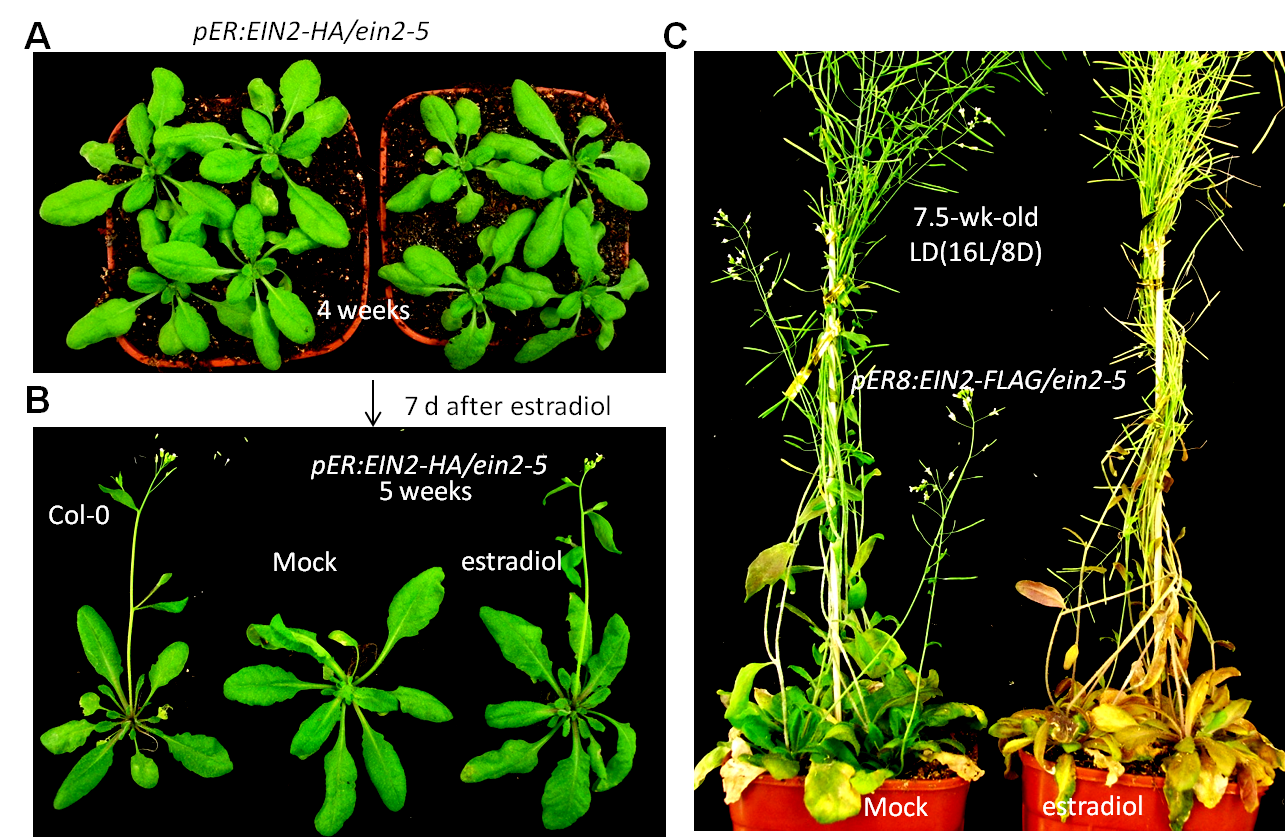 A
pER:EIN2-HA/ein2-5
4 weeks
7 d after estradiol
B
pER:EIN2-HA/ein2-5
5 weeks
Col-0
Mock
estradiol
C
7.5-wk-old
LD(16L/8D)
pER8:EIN2-FLAG/ein2-5
Mock
estradiol